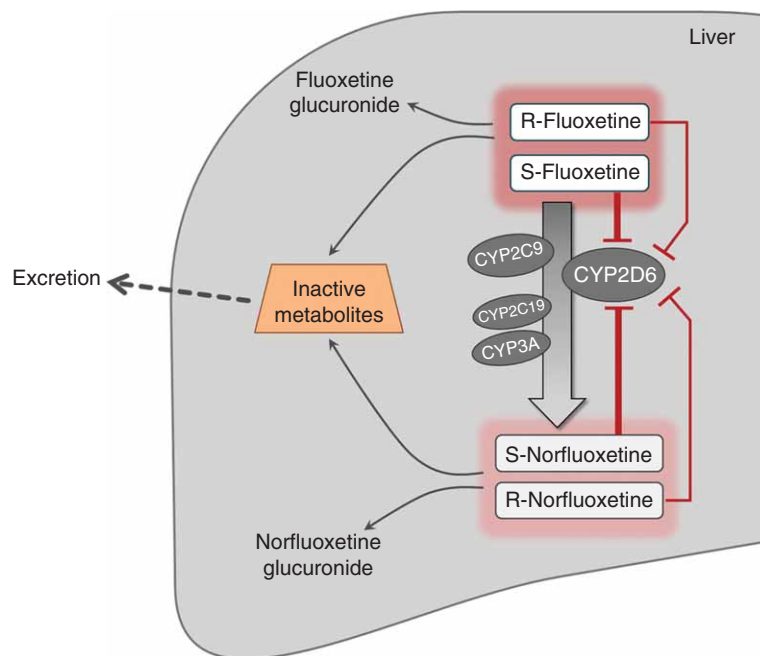 Liver
Fluoxetine
glucuronide
R-Fluoxetine
S-Fluoxetine
CYP2C9
CYP2D6
Excretion
Inactive
metabolites
CYP2C19
CYP3A
S-Norfluoxetine
R-Norfluoxetine
Norfluoxetine
glucuronide